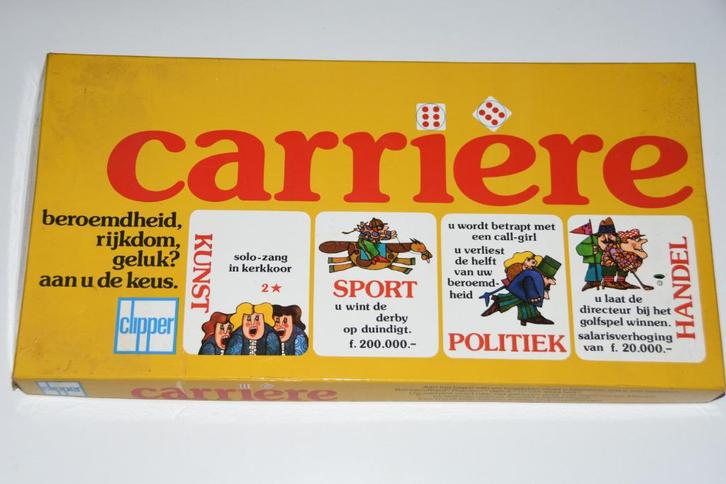 carrière
beroemdheid,
rijkdom,
geluk?
aan u de keus.
clipper
KUNST
solo-zang
in kerkkoor
2★
SPORT
u wint de
derby
op duindigt.
f. 200.000.–
u wordt betrapt met
een call-girl
u verliest
de helft
van uw
beroemd-
heid
POLITIEK
HANDEL
u laat de
directeur bij het
golfspel winnen.
salarisverhoging
van f. 20.000.–
clipper
carrière